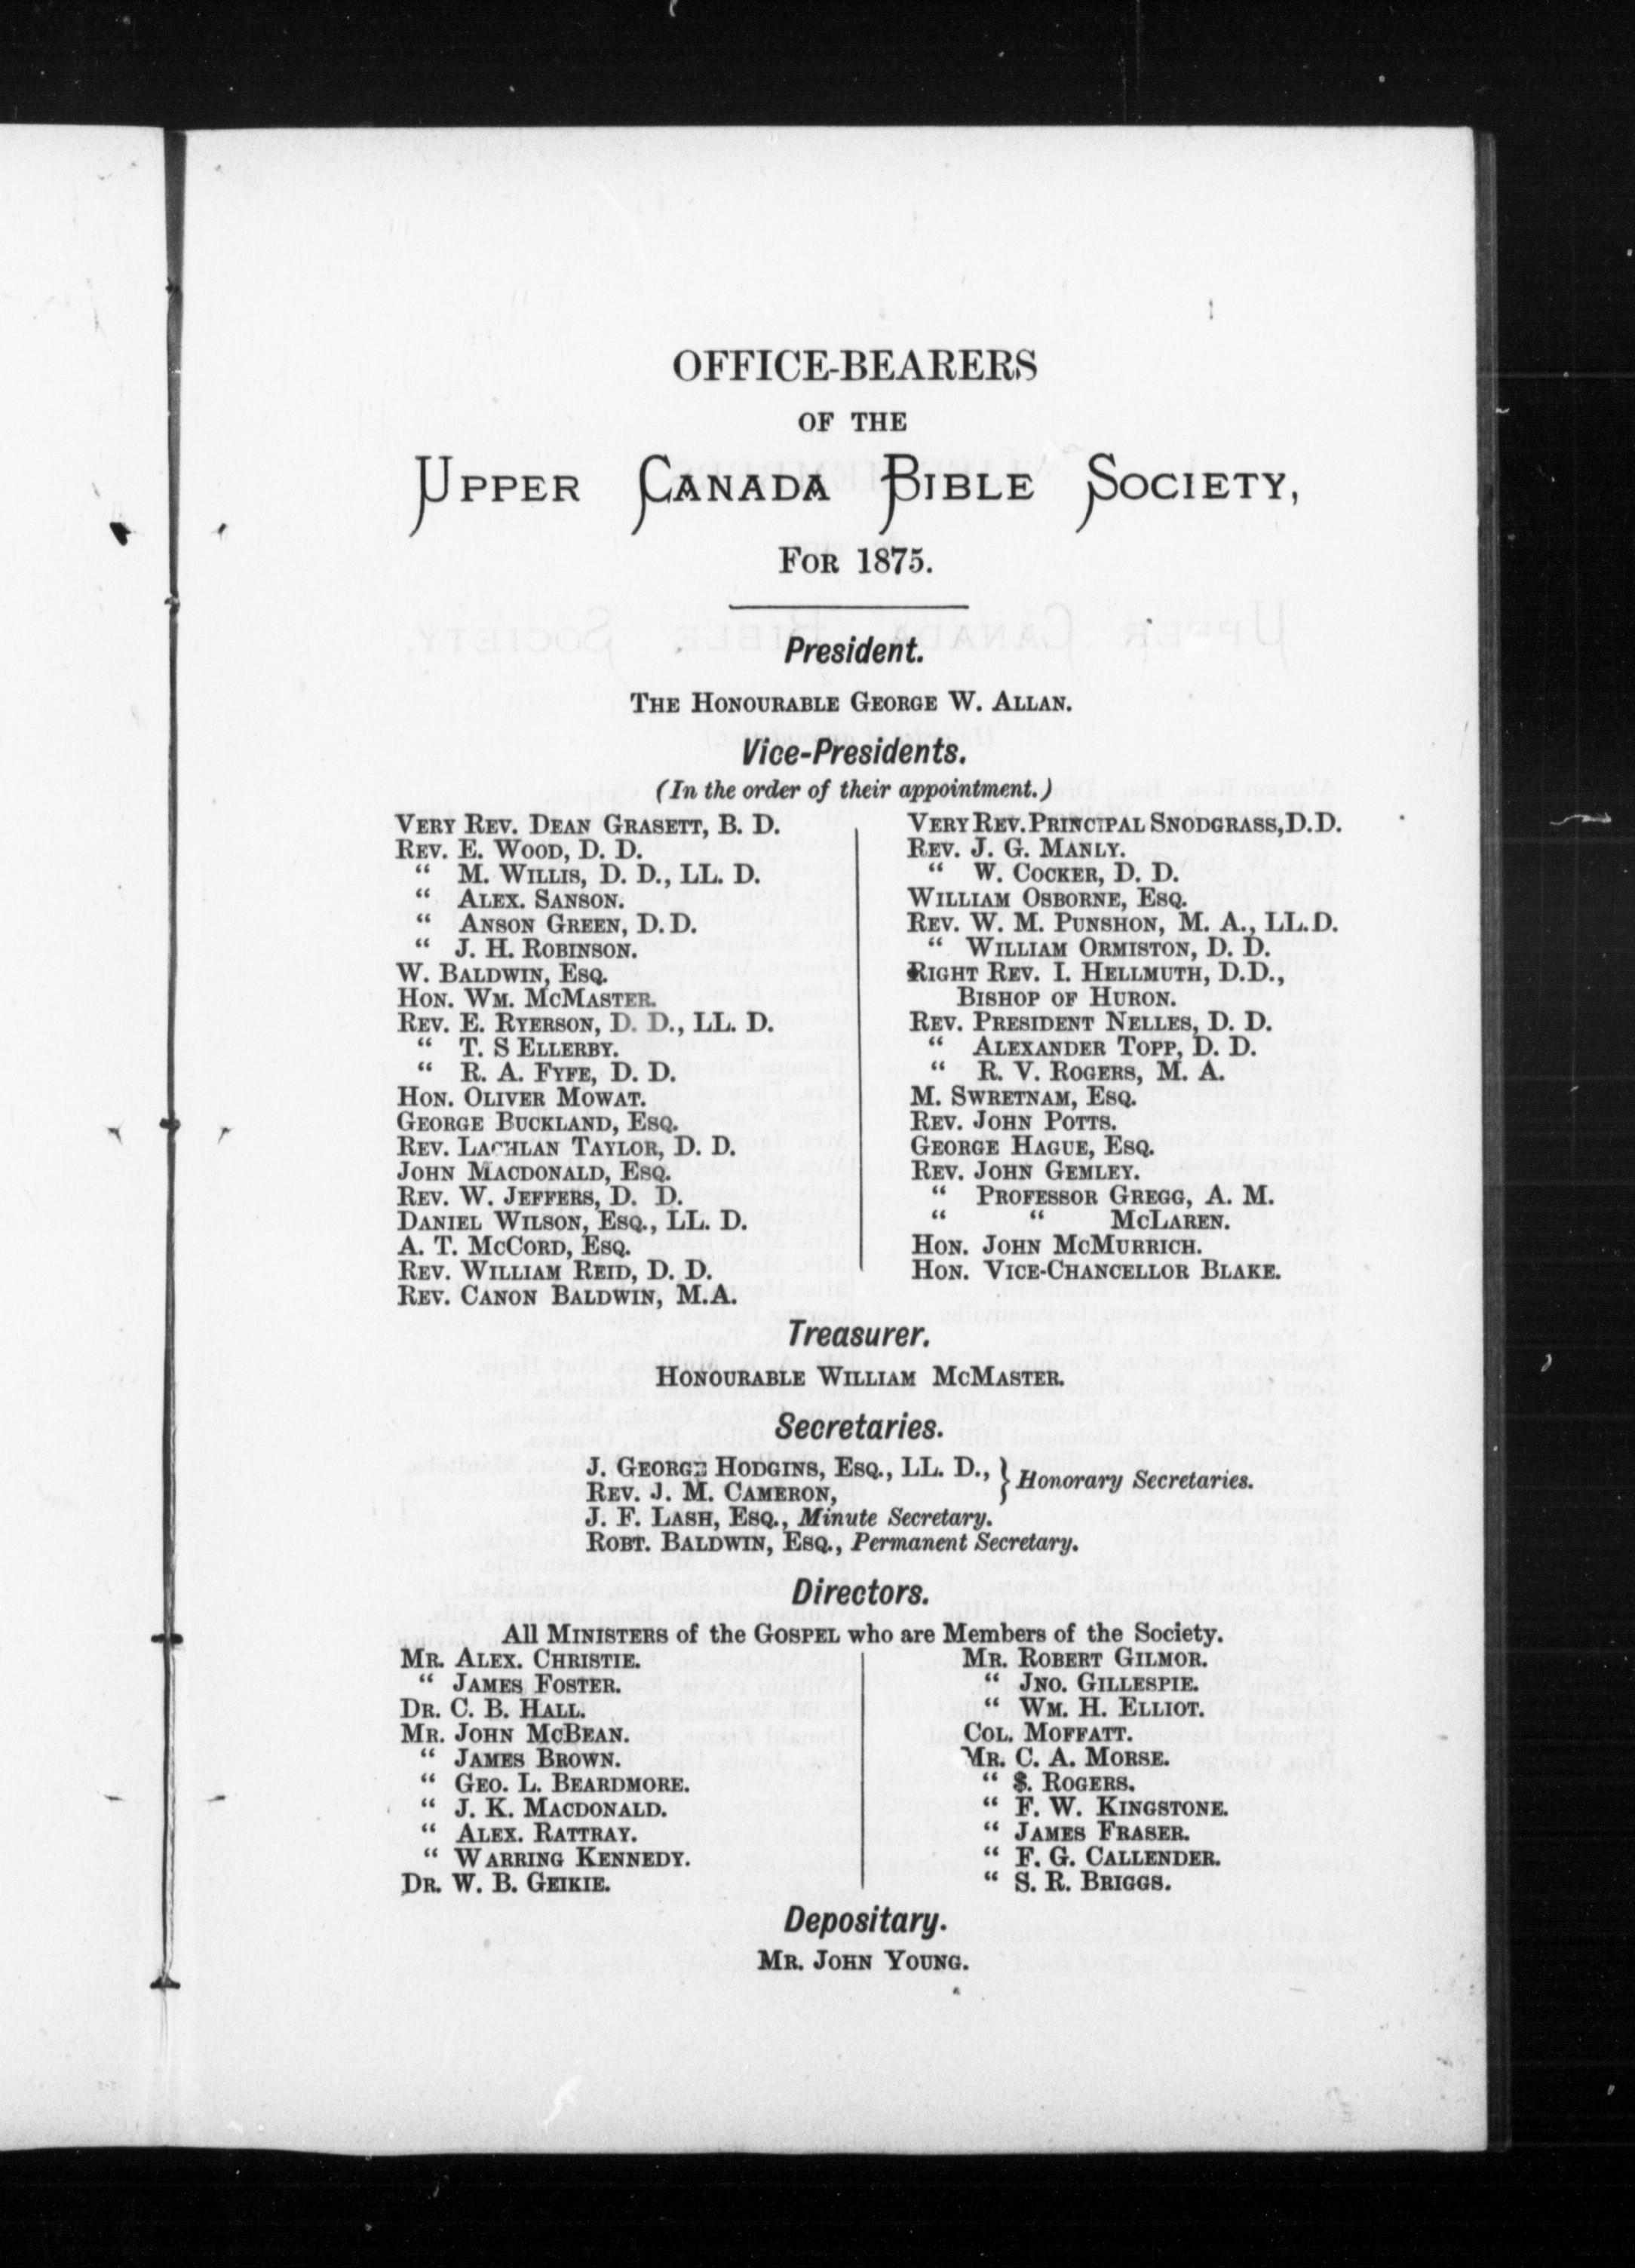 OFFICE-BEARERS
OF THE
UPPER CANADA BIBLE SOCIETY,
FOR 1875.
President.
THE HONOURABLE GEORGE W. ALLAN.
Vice-Presidents.
(In the order of their appointment.)
VERY REV. DEAN GRASETT, B. D.
REV. E. WOOD, D. D.
“ M. WILLIS, D. D., LL. D.
“ ALEX. SANSON.
“ ANSON GREEN, D. D.
“ J. H. ROBINSON.
W. BALDWIN, ESQ.
HON. WM. MCMASTER.
REV. E. RYERSON, D. D., LL. D.
“ T. S ELLERBY.
“ R. A. FYFE, D. D.
HON. OLIVER MOWAT.
GEORGE BUCKLAND, ESQ.
REV. LACHLAN TAYLOR, D. D.
JOHN MACDONALD, ESQ.
REV. W. JEFFERS, D. D.
DANIEL WILSON, ESQ., LL. D.
A. T. MCCORD, ESQ.
REV. WILLIAM REID, D. D.
REV. CANON BALDWIN, M.A.
VERY REV. PRINCIPAL SNODGRASS, D.D.
REV. J. G. MANLY.
“ W. COCKER, D. D.
WILLIAM OSBORNE, ESQ.
REV. W. M. PUNSHON, M. A., LL.D.
“ WILLIAM ORMISTON, D. D.
RIGHT REV. I. HELLMUTH, D.D.,
BISHOP OF HURON.
REV. PRESIDENT NELLES, D. D.
“ ALEXANDER TOPP, D. D.
“ R. V. ROGERS, M. A.
M. SWRETNAM, ESQ.
REV. JOHN POTTS.
GEORGE HAGUE, ESQ.
REV. JOHN GEMLEY.
“ PROFESSOR GREGG, A. M.
“ “ MCLAREN.
HON. JOHN MCMURRICH.
HON. VICE-CHANCELLOR BLAKE.
Treasurer.
HONOURABLE WILLIAM MCMASTER.
Secretaries.
J. GEORGE HODGINS, ESQ., LL. D., } Honorary Secretaries.
REV. J. M. CAMERON,
J. F. LASH, ESQ., Minute Secretary.
ROBT. BALDWIN, ESQ., Permanent Secretary.
Directors.
All MINISTERS of the GOSPEL who are Members of the Society.
MR. ALEX. CHRISTIE.
“ JAMES FOSTER.
DR. C. B. HALL.
MR. JOHN MCBEAN.
“ JAMES BROWN.
“ GEO. L. BEARDMORE.
“ J. K. MACDONALD.
“ ALEX. RATTRAY.
“ WARRING KENNEDY.
DR. W. B. GEIKIE.
MR. ROBERT GILMOR.
“ JNO. GILLESPIE.
“ WM. H. ELLIOT.
COL. MOFFATT.
MR. C. A. MORSE.
“ S. ROGERS.
“ F. W. KINGSTONE.
“ JAMES FRASER.
“ F. G. CALLENDER.
“ S. R. BRIGGS.
Depositary.
MR. JOHN YOUNG.